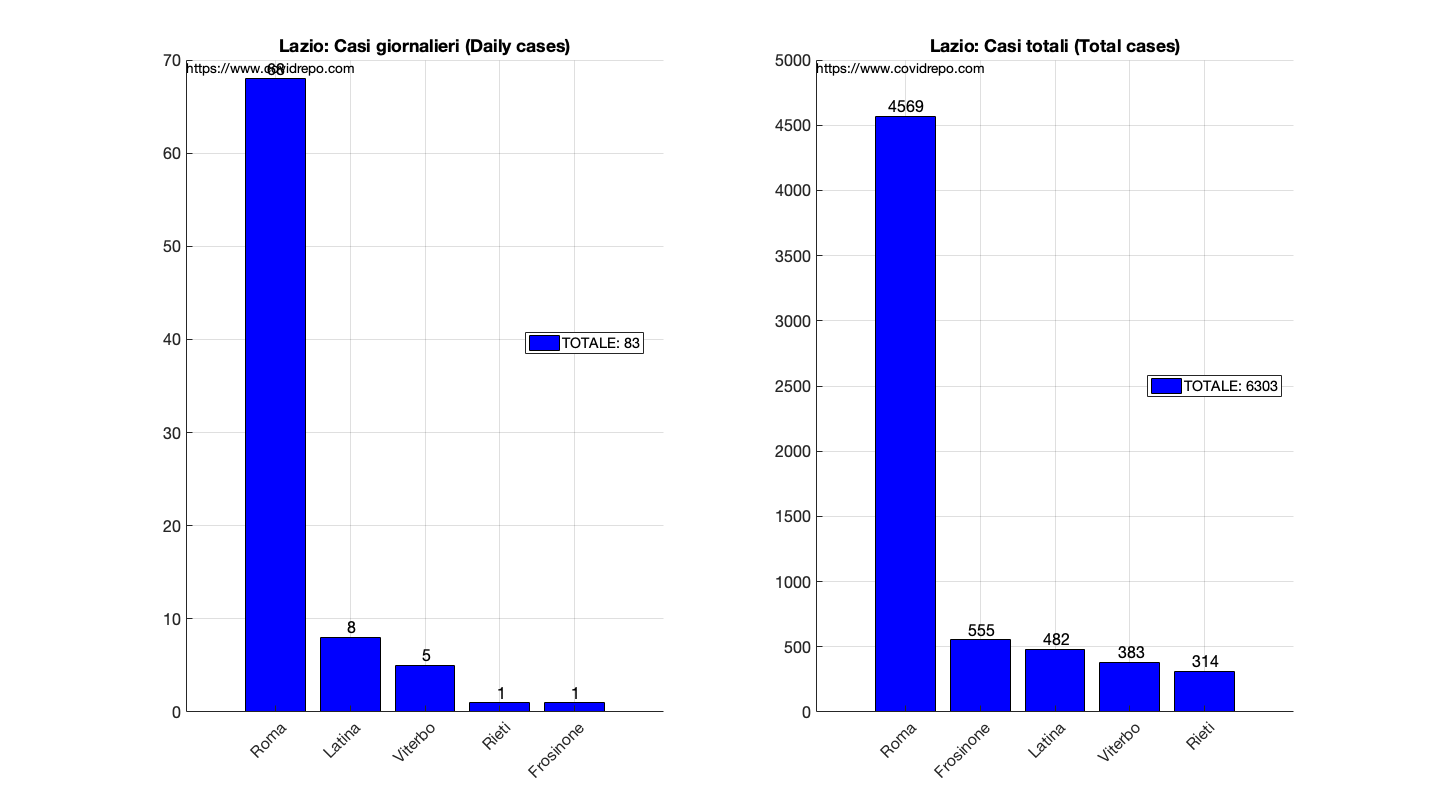 Lazio: Casi giornalieri (Daily cases)
70
60
50
40
30
20
10
0
https://www.covidrepo.com
68
8
5
1
1
TOTALE: 83
Roma
Latina
Viterbo
Rieti
Frosinone
Lazio: Casi totali (Total cases)
5000
4500
4000
3500
3000
2500
2000
1500
1000
500
0
https://www.covidrepo.com
4569
555
482
383
314
TOTALE: 6303
Roma
Frosinone
Latina
Viterbo
Rieti